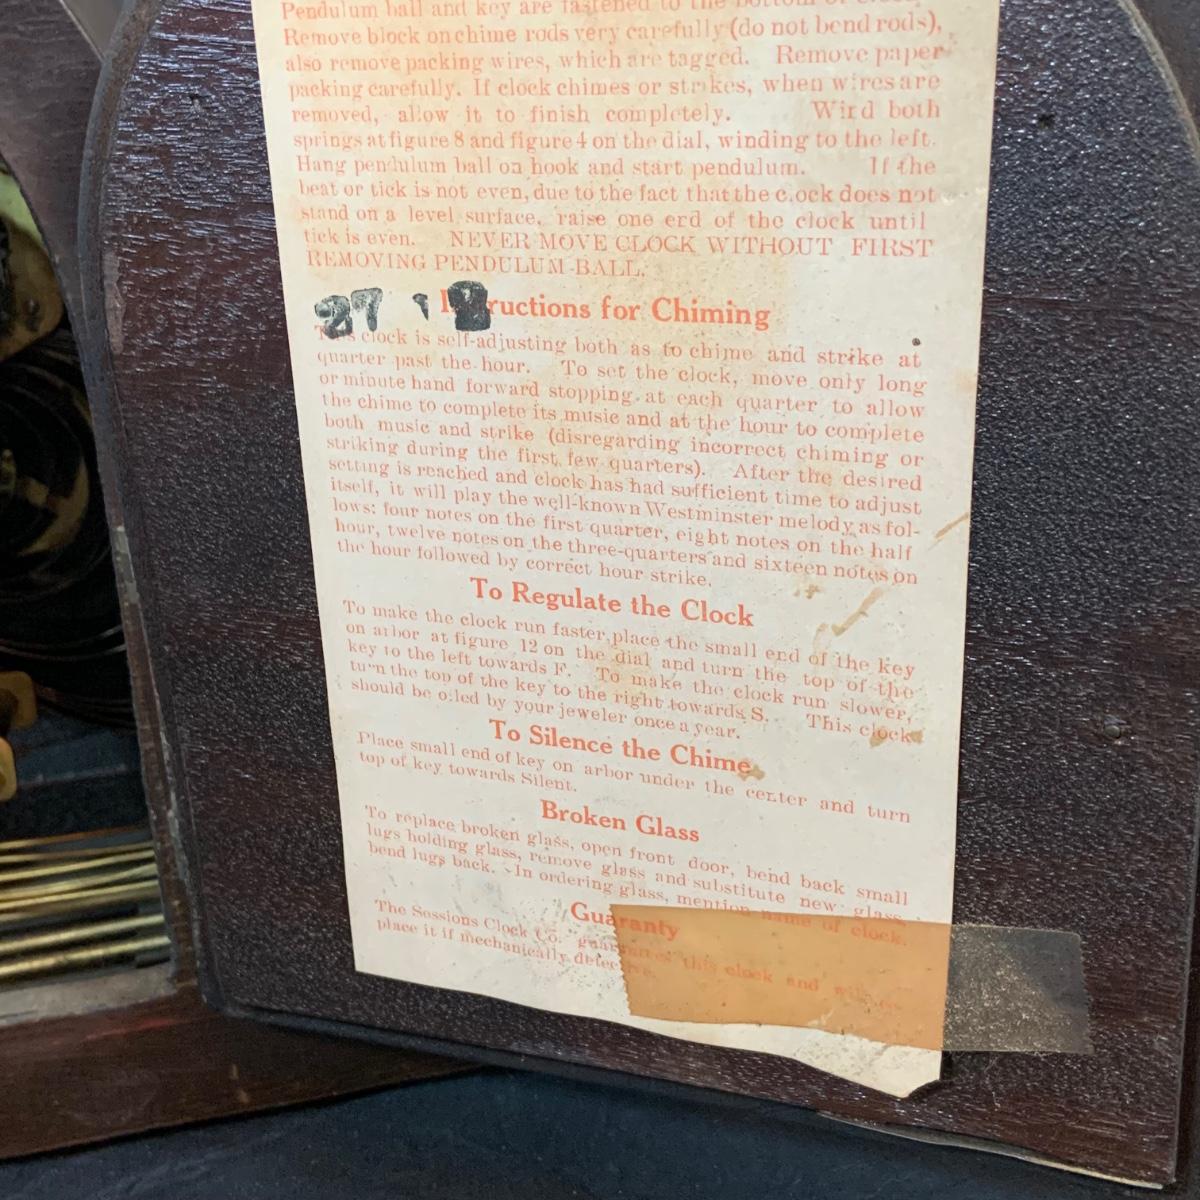 Pendulum ball and key are fastened to the bottom of
Remove block on chime rods very carefully (do not bend rods),
also remove packing wires, which are tagged. Remove paper
packing carefully. If clock chimes or strikes, when wires are
removed, allow it to finish completely. Wird both
springs at figure 8 and figure 4 on the dial, winding to the left.
Hang pendulum ball on hook and start pendulum. If the
beat or tick is not even, due to the fact that the clock does not
stand on a level surface, raise one erd of the clock until
tick is even. NEVER MOVE CLOCK WITHOUT FIRST
REMOVING PENDULUM BALL.
27 8
Instructions for Chiming
This clock is self-adjusting both as to chime and strike at
quarter past the hour. To set the clock, move only long
or minute hand forward stopping at each quarter to allow
the chime to complete its music and at the hour to complete
both music and strike (disregarding incorrect chiming or
striking during the first few quarters). After the desired
setting is reached and clock has had sufficient time to adjust
itself, it will play the well-known Westminster melody as fol-
lows: four notes on the first quarter, eight notes on the half
hour, twelve notes on the three-quarters and sixteen notes on
the hour followed by correct hour strike.
To Regulate the Clock
To make the clock run faster, place the small end of the key
on arbor at figure 12 on the dial and turn the top of the
key to the left towards F. To make the clock run slower,
turn the top of the key to the right towards S. This clock
should be oiled by your jeweler once a year.
To Silence the Chime
Place small end of key on arbor under the center and turn
top of key towards Silent.
Broken Glass
To replace broken glass, open front door, bend back small
lugs holding glass, remove glass and substitute new glass,
bend lugs back. In ordering glass, mention name of clock.
Guaranty
The Sessions Clock Co. guarantees this clock and will re-
place it if mechanically defective.